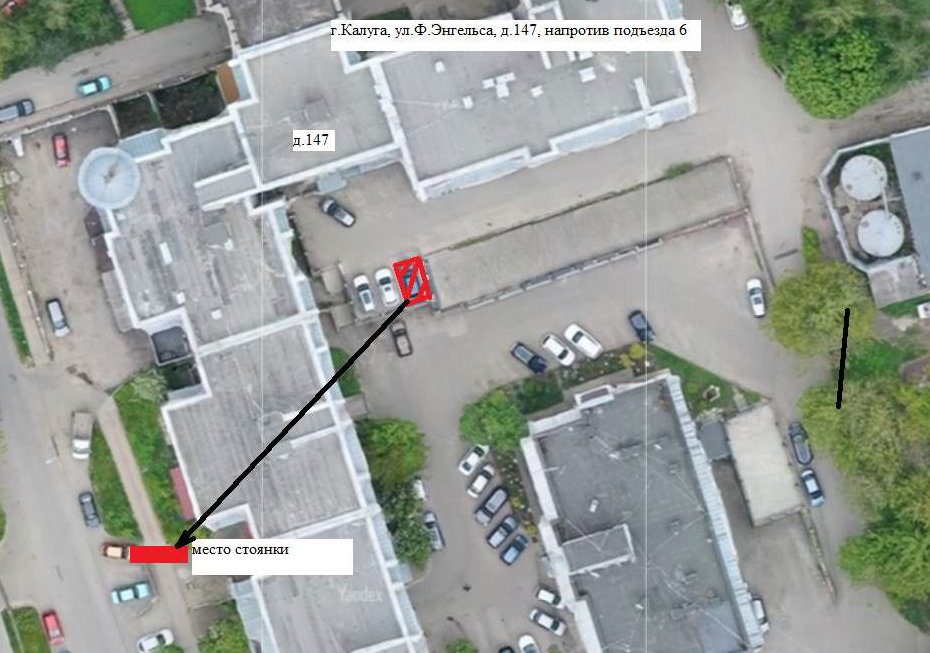 г.Калуга, ул.Ф.Энгельса, д.147, напротив подъезда 6
д.147
место стоянки
Yandex